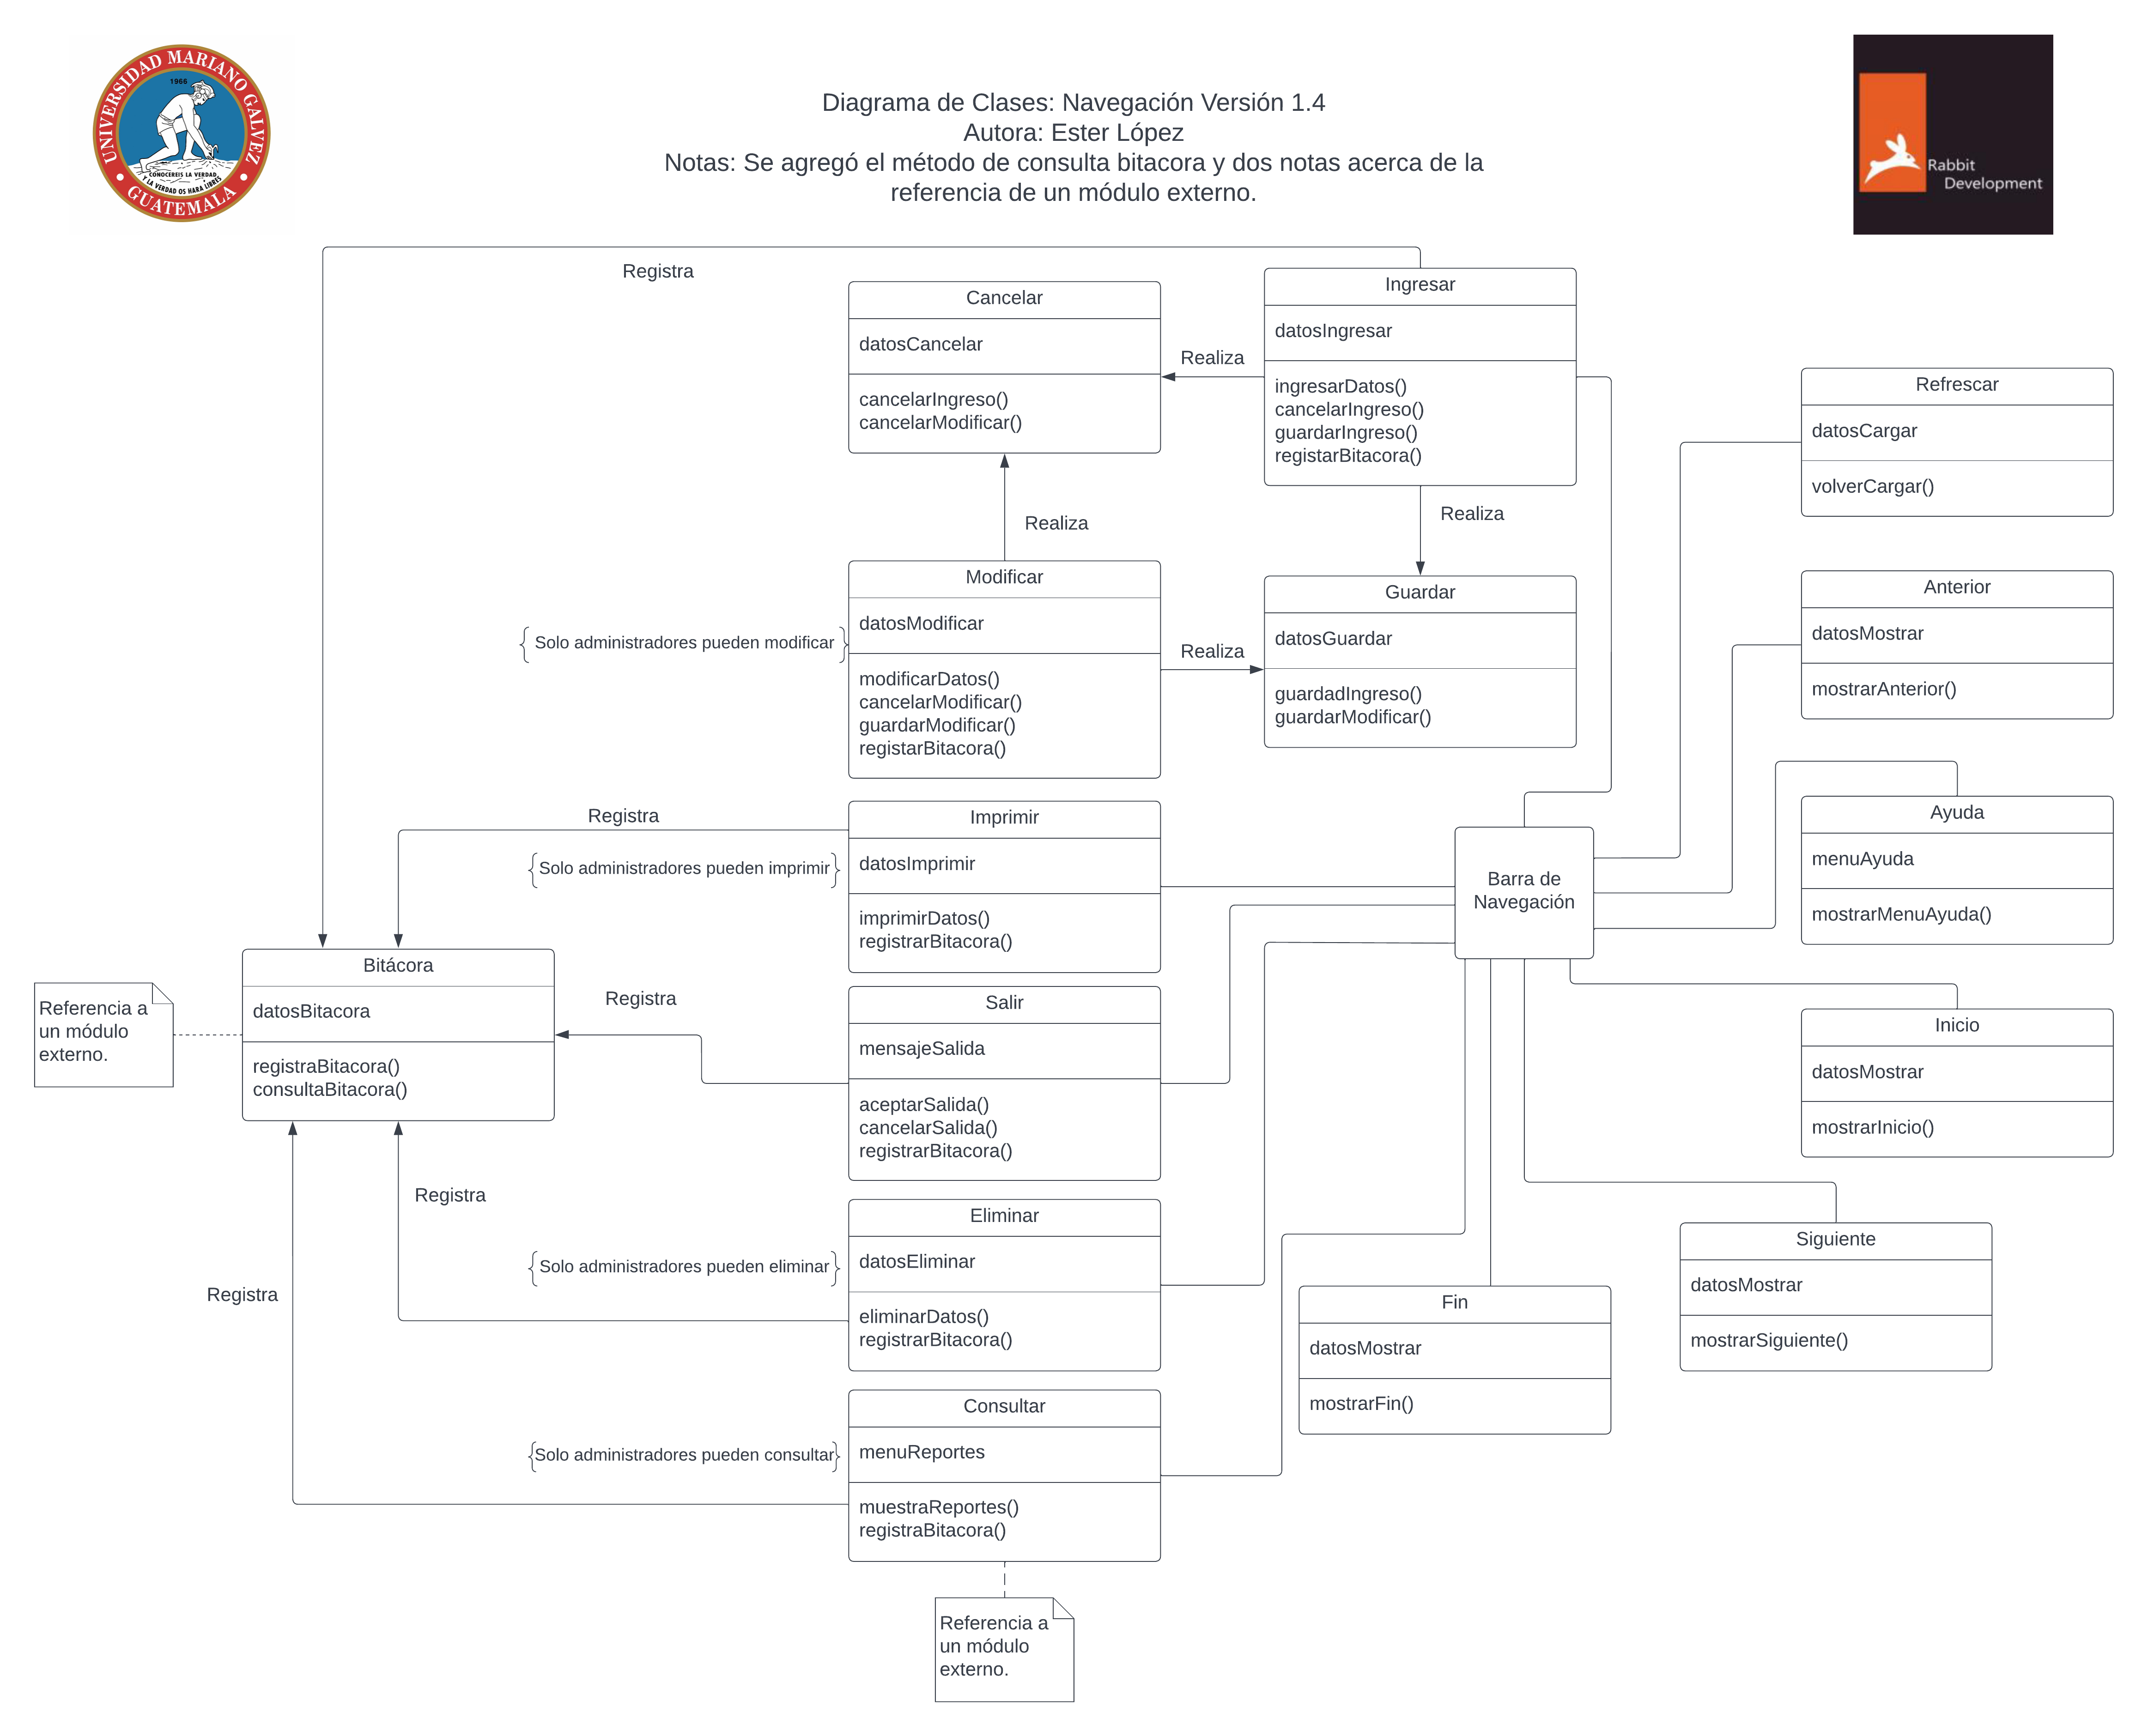 UNIVERSIDAD MARIANO GALVEZ
1966
CONOCEREIS LA VERDAD
Y LA VERDAD OS HARA LIBRES
GUATEMALA
Diagrama de Clases: Navegación Versión 1.4
Autora: Ester López
Notas: Se agregó el método de consulta bitacora y dos notas acerca de la
referencia de un módulo externo.
Rabbit
Development
Registra
Cancelar
datosCancelar
cancelarIngreso()
cancelarModificar()
Realiza
Ingresar
datosIngresar
ingresarDatos()
cancelarIngreso()
guardarIngreso()
registarBitacora()
Refrescar
datosCargar
volverCargar()
Realiza
Realiza
Modificar
datosModificar
modificarDatos()
cancelarModificar()
guardarModificar()
registarBitacora()
Solo administradores pueden modificar
Realiza
Guardar
datosGuardar
guardadIngreso()
guardarModificar()
Anterior
datosMostrar
mostrarAnterior()
Registra
Solo administradores pueden imprimir
Imprimir
datosImprimir
imprimirDatos()
registrarBitacora()
Barra de
Navegación
Ayuda
menuAyuda
mostrarMenuAyuda()
Referencia a
un módulo
externo.
Bitácora
datosBitacora
registraBitacora()
consultaBitacora()
Registra
Salir
mensajeSalida
aceptarSalida()
cancelarSalida()
registrarBitacora()
Inicio
datosMostrar
mostrarInicio()
Registra
Solo administradores pueden eliminar
Eliminar
datosEliminar
eliminarDatos()
registrarBitacora()
Siguiente
datosMostrar
mostrarSiguiente()
Registra
Fin
datosMostrar
mostrarFin()
Solo administradores pueden consultar
Consultar
menuReportes
muestraReportes()
registraBitacora()
Referencia a
un módulo
externo.